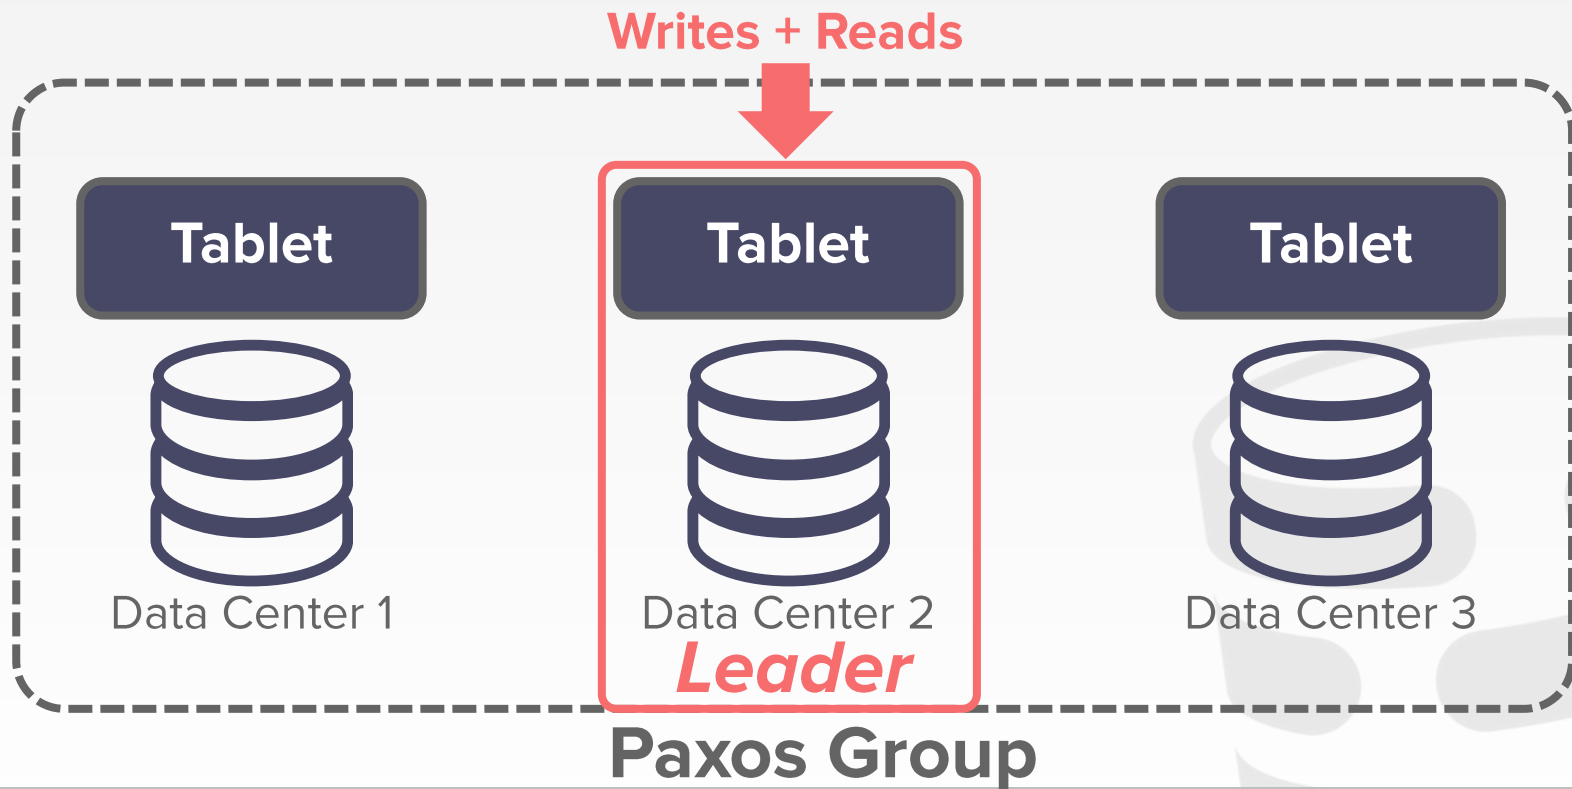 Writes + Reads
Tablet
Tablet
Tablet
Data Center 1
Data Center 2
Data Center 3
Leader
Paxos Group